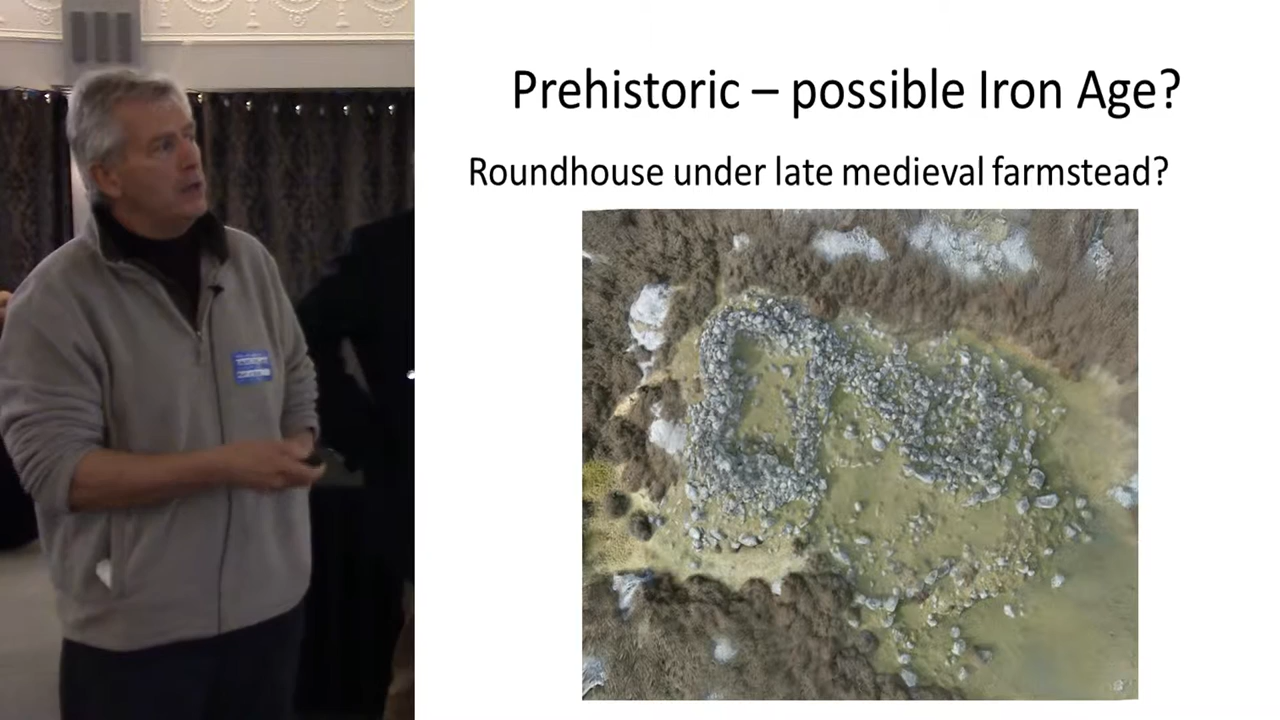 Prehistoric – possible Iron Age?
Roundhouse under late medieval farmstead?